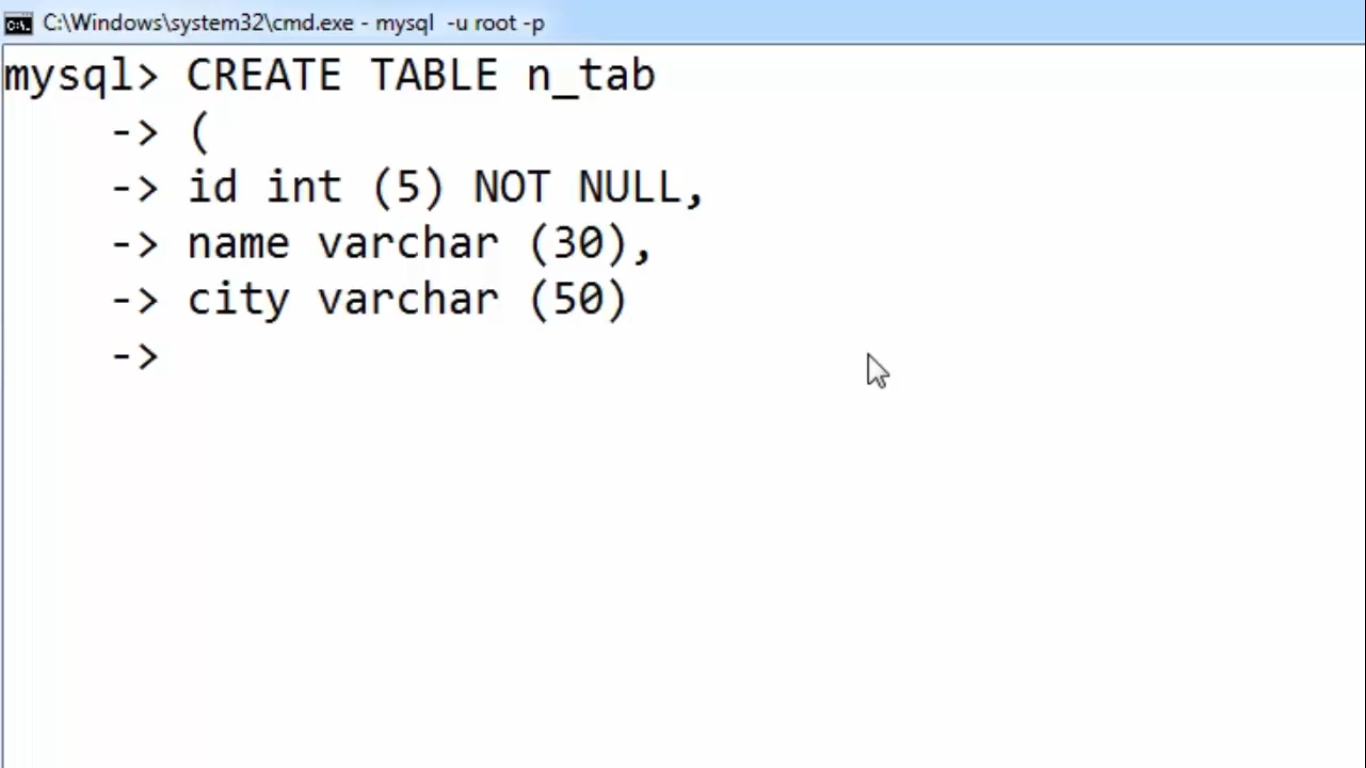 C:\Windows\system32\cmd.exe - mysql  -u root -p
mysql> CREATE TABLE n_tab
    -> (
    -> id int (5) NOT NULL,
    -> name varchar (30),
    -> city varchar (50)
    ->